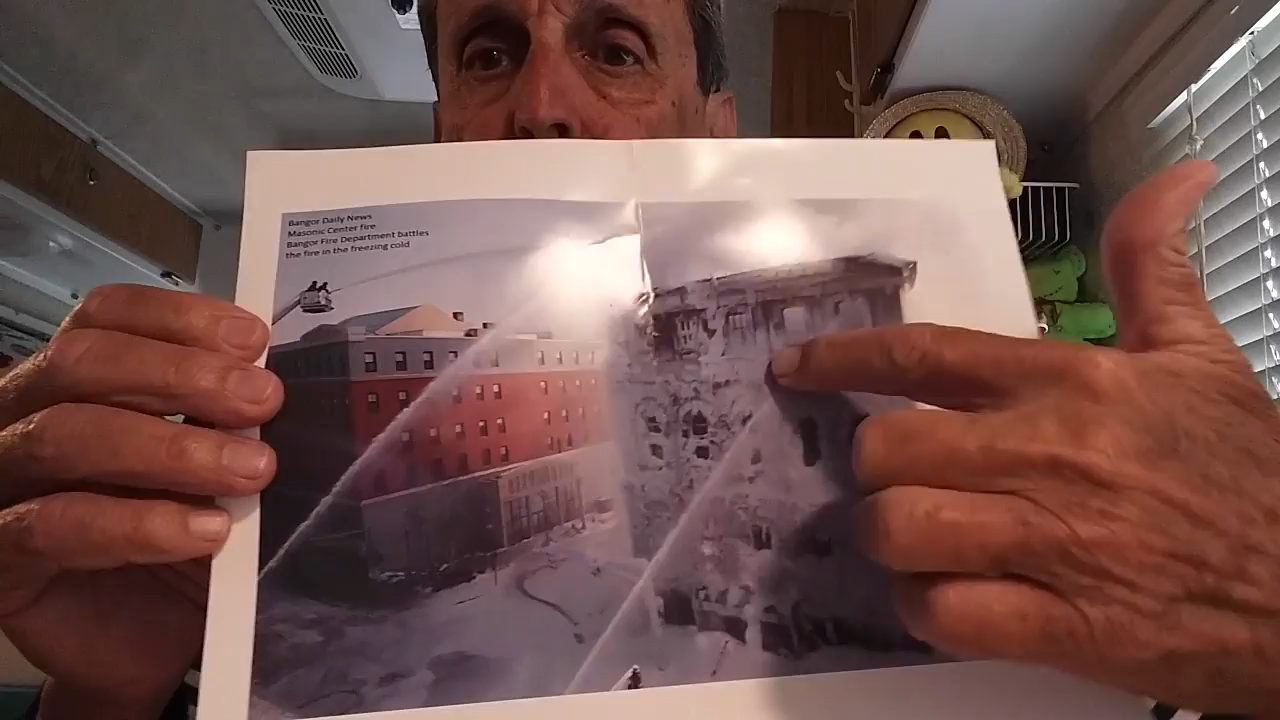 Bangor Daily News
Masonic Center fire
Bangor Fire Department battles
the fire in the freezing cold